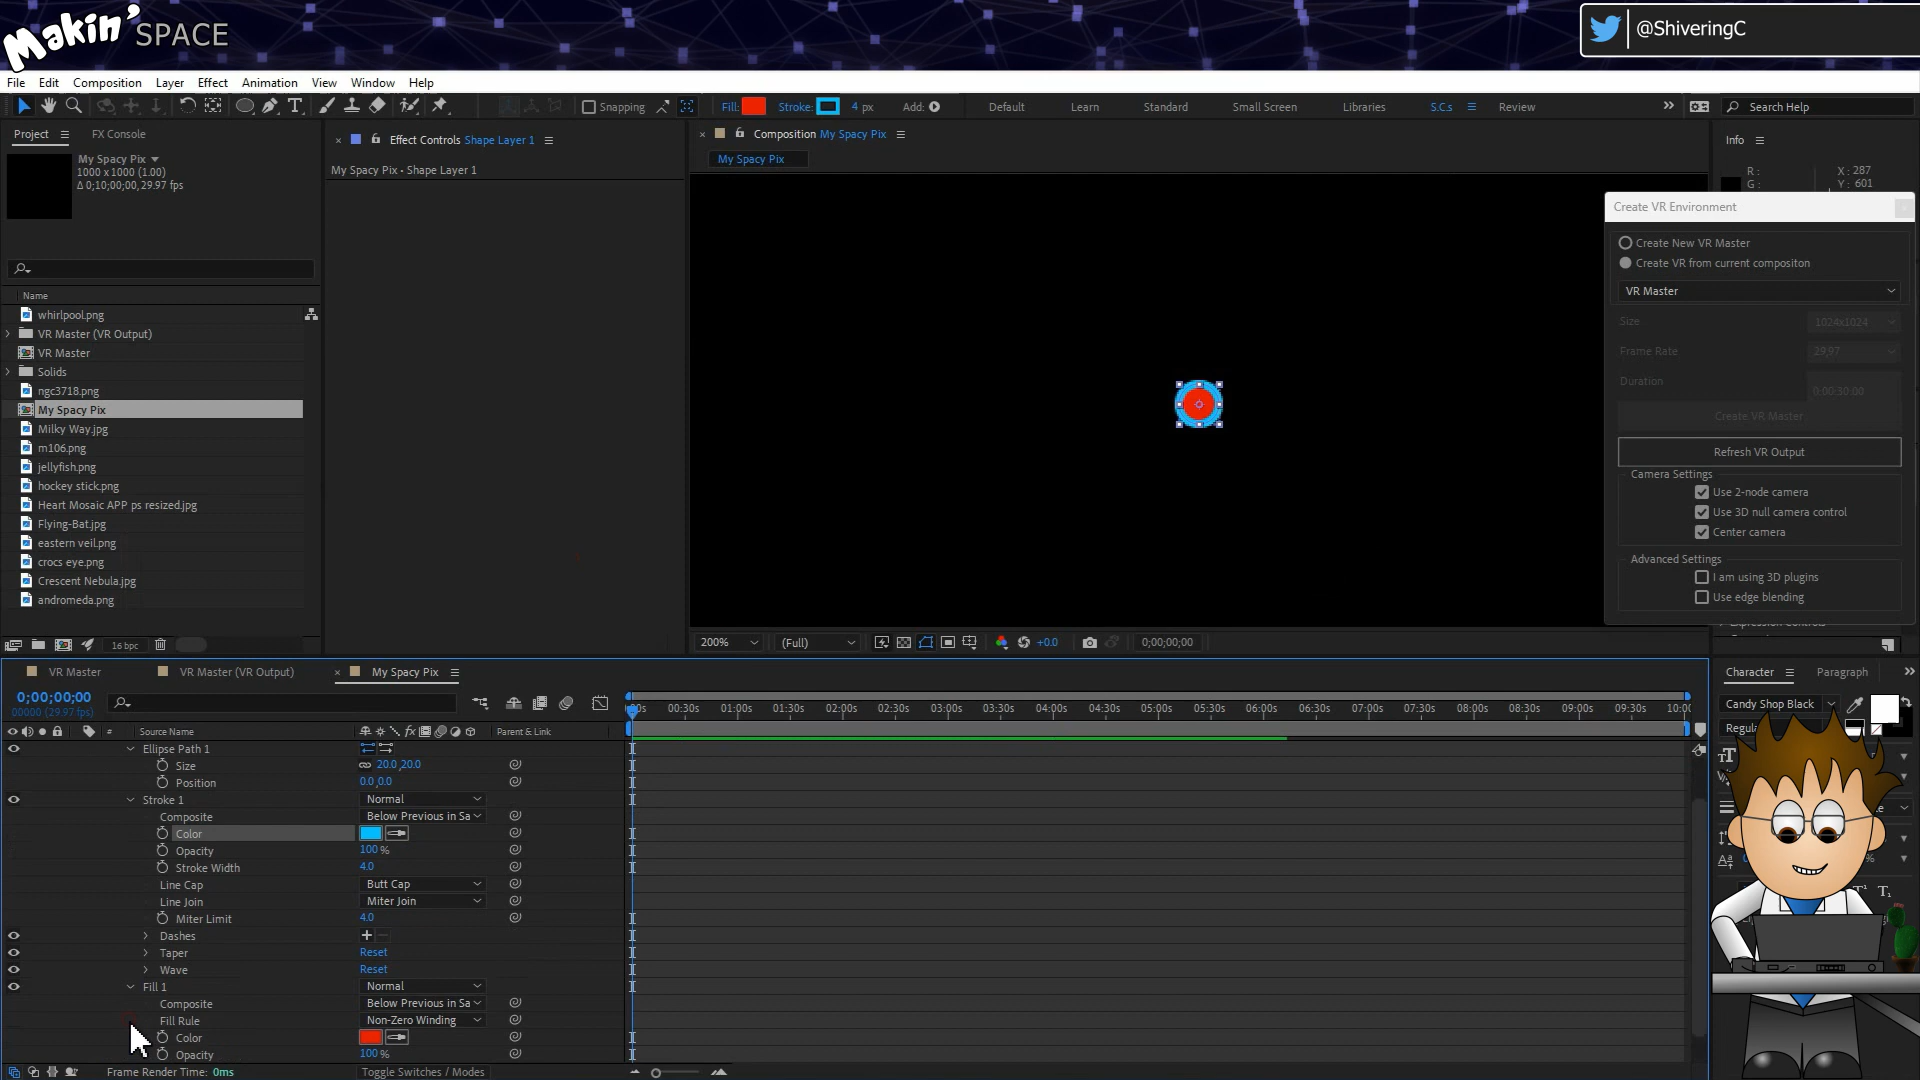 Makin' SPACE
@ShiveringC
File Edit Composition Layer Effect Animation View Window Help
Snapping Fill: Stroke: 4 px Add: Default Learn Standard Small Screen Libraries S.C.s Review Search Help
Project FX Console
My Spacy Pix
1000 x 1000 (1.00)
Δ 0;10;00;00, 29.97 fps
Effect Controls Shape Layer 1
My Spacy Pix • Shape Layer 1
Composition My Spacy Pix
My Spacy Pix
Info
R :
G :
X : 287
Y : 601
Create VR Environment
Create New VR Master
Create VR from current compositon
VR Master
Size 1024x1024
Frame Rate 29,97
Duration 0;00;30;00
Create VR Master
Refresh VR Output
Camera Settings
Use 2-node camera
Use 3D null camera control
Center camera
Advanced Settings
I am using 3D plugins
Use edge blending
Name
whirlpool.png
VR Master (VR Output)
VR Master
Solids
ngc3718.png
My Spacy Pix
Milky Way.jpg
m106.png
jellyfish.png
hockey stick.png
Heart Mosaic APP ps resized.jpg
Flying-Bat.jpg
eastern veil.png
crocs eye.png
Crescent Nebula.jpg
andromeda.png
16 bpc
200% (Full) +0.0 0;00;00;00
VR Master VR Master (VR Output) My Spacy Pix
0;00;00;00
00000 (29.97 fps)
# Source Name Parent & Link
00:30s 01:00s 01:30s 02:00s 02:30s 03:00s 03:30s 04:00s 04:30s 05:00s 05:30s 06:00s 06:30s 07:00s 07:30s 08:00s 08:30s 09:00s 09:30s 10:00
Ellipse Path 1
Size 20.0,20.0
Position 0.0,0.0
Stroke 1 Normal
Composite Below Previous in Sa
Color
Opacity 100 %
Stroke Width 4.0
Line Cap Butt Cap
Line Join Miter Join
Miter Limit 4.0
Dashes + −
Taper Reset
Wave Reset
Fill 1 Normal
Composite Below Previous in Sa
Fill Rule Non-Zero Winding
Color
Opacity 100 %
Frame Render Time: 0ms Toggle Switches / Modes
Character Paragraph
Candy Shop Black
Regula